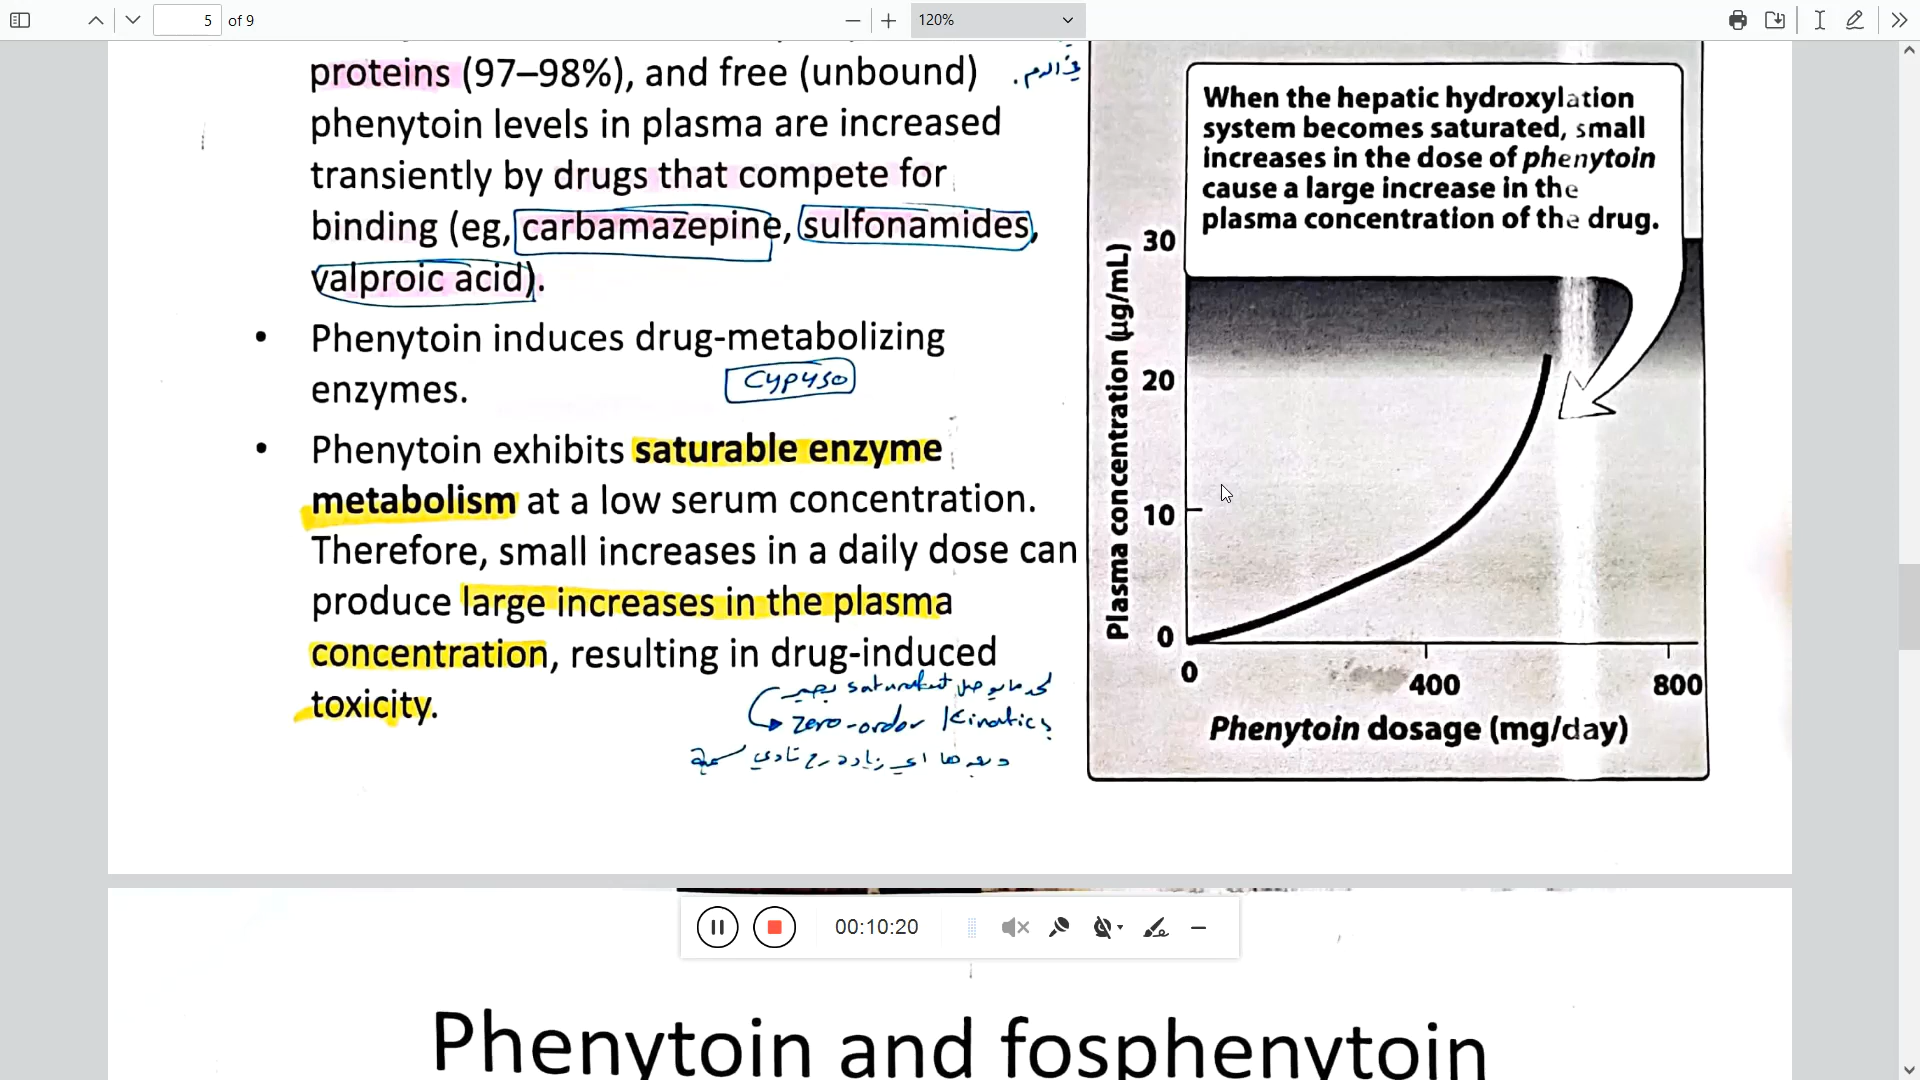 5 of 9
120%
proteins (97–98%), and free (unbound)
في الدم.
phenytoin levels in plasma are increased
transiently by drugs that compete for
binding (eg, carbamazepine, sulfonamides,
valproic acid).
• Phenytoin induces drug-metabolizing
enzymes.
CYP450
• Phenytoin exhibits saturable enzyme
metabolism at a low serum concentration.
Therefore, small increases in a daily dose can
produce large increases in the plasma
concentration, resulting in drug-induced
toxicity.
zero-order kinatics
When the hepatic hydroxylation
system becomes saturated, small
increases in the dose of phenytoin
cause a large increase in the
plasma concentration of the drug.
Plasma concentration (µg/mL)
30
20
10
0
0
400
800
Phenytoin dosage (mg/day)
00:10:20
Phenytoin and fosphenytoin